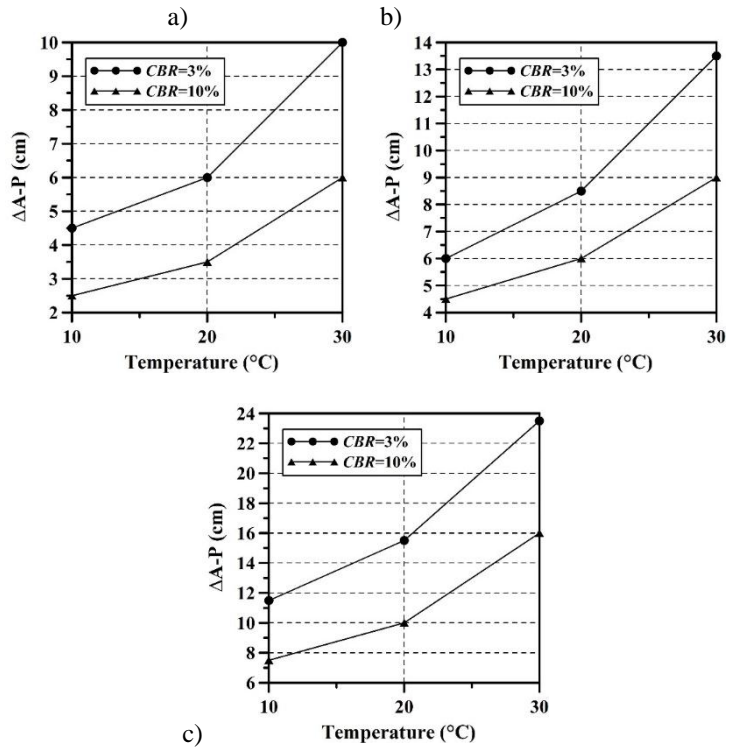 a)
10
9
8
7
6
5
4
3
2
ΔA-P (cm)
CBR=3%
CBR=10%
10 20 30
Temperature (°C)
b)
14
13
12
11
10
9
8
7
6
5
4
ΔA-P (cm)
CBR=3%
CBR=10%
10 20 30
Temperature (°C)
24
22
20
18
16
14
12
10
8
6
ΔA-P (cm)
CBR=3%
CBR=10%
10 20 30
Temperature (°C)
c)